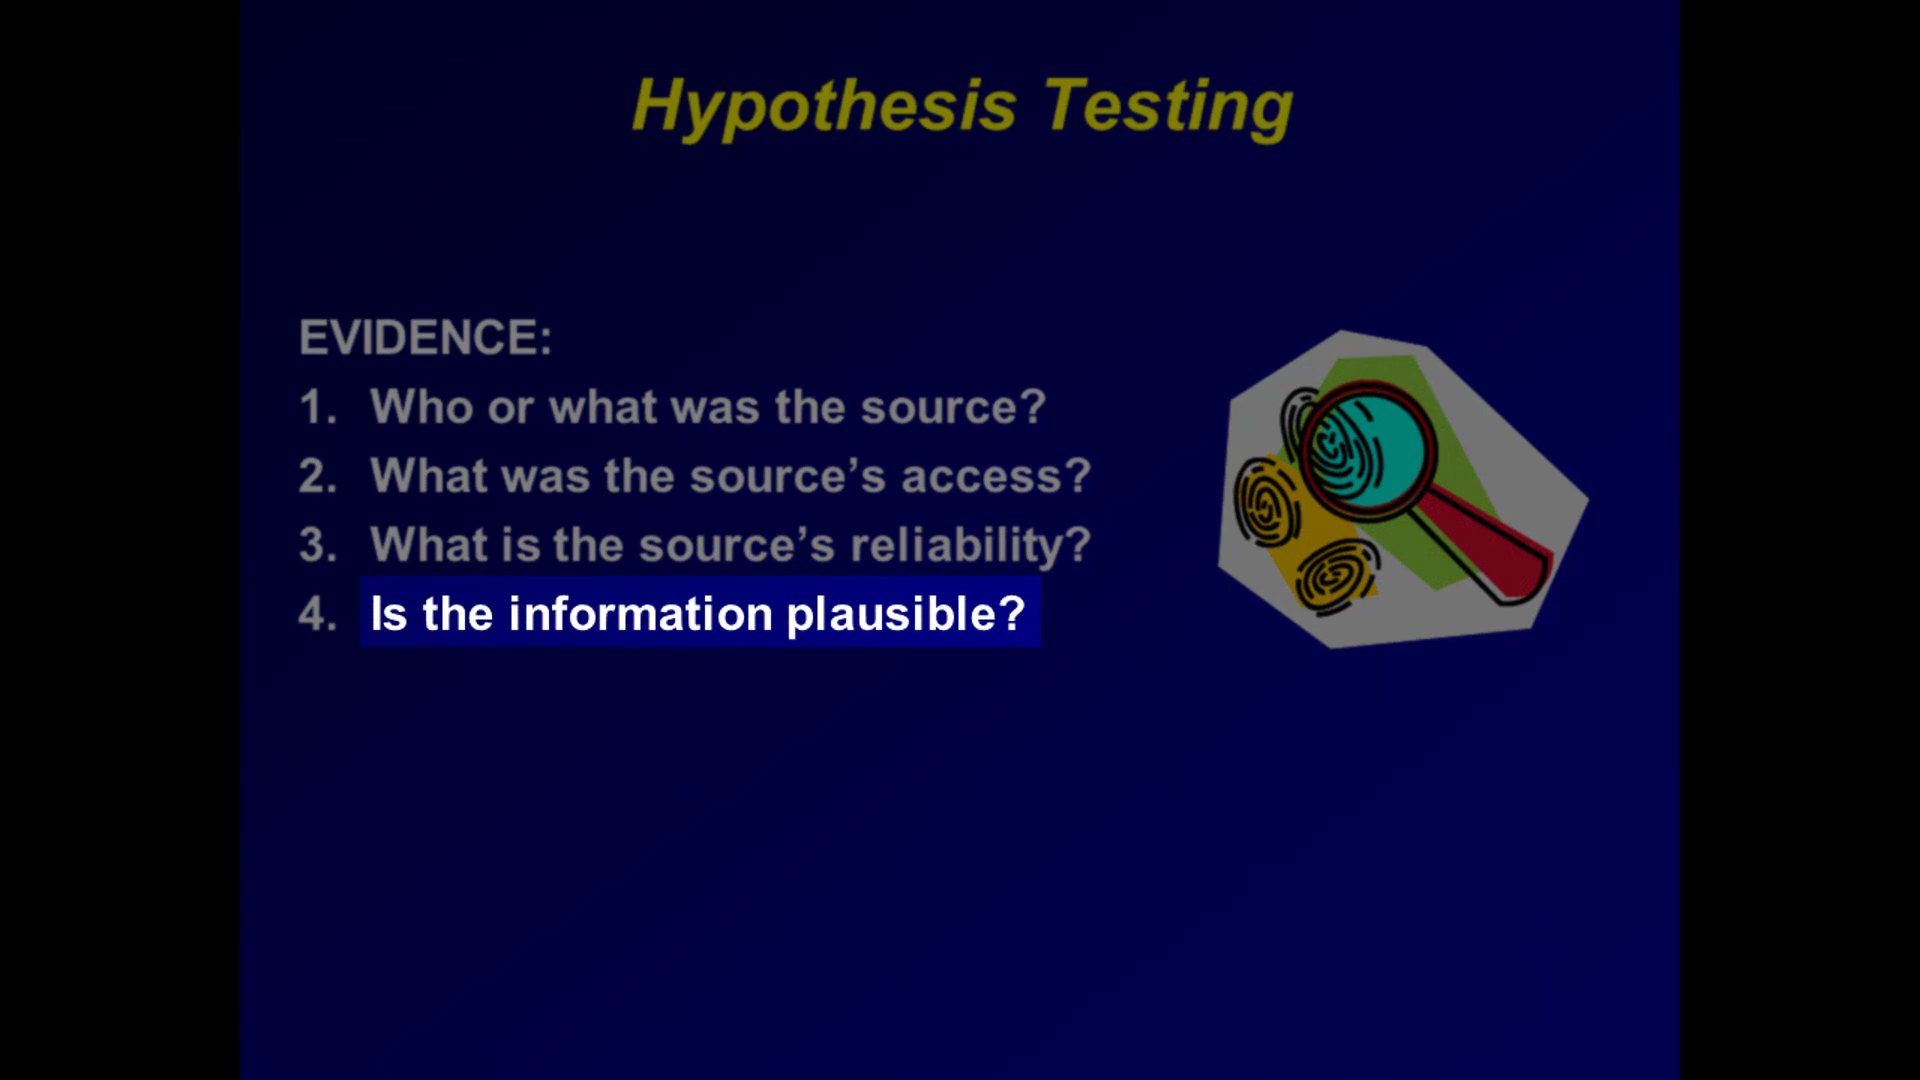 Hypothesis Testing
EVIDENCE:
1. Who or what was the source?
2. What was the source’s access?
3. What is the source’s reliability?
4. Is the information plausible?